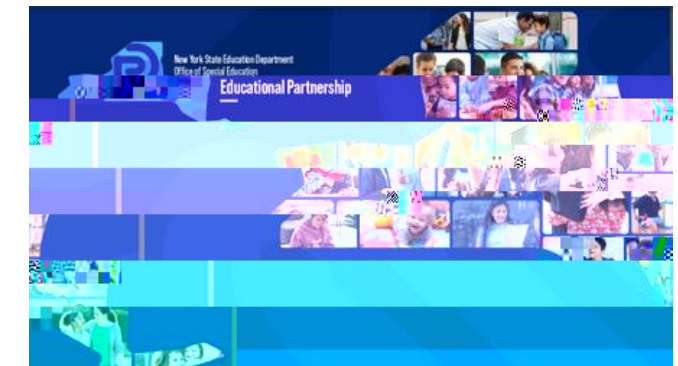 New York State Education Department
Office of Special Education
Educational Partnership